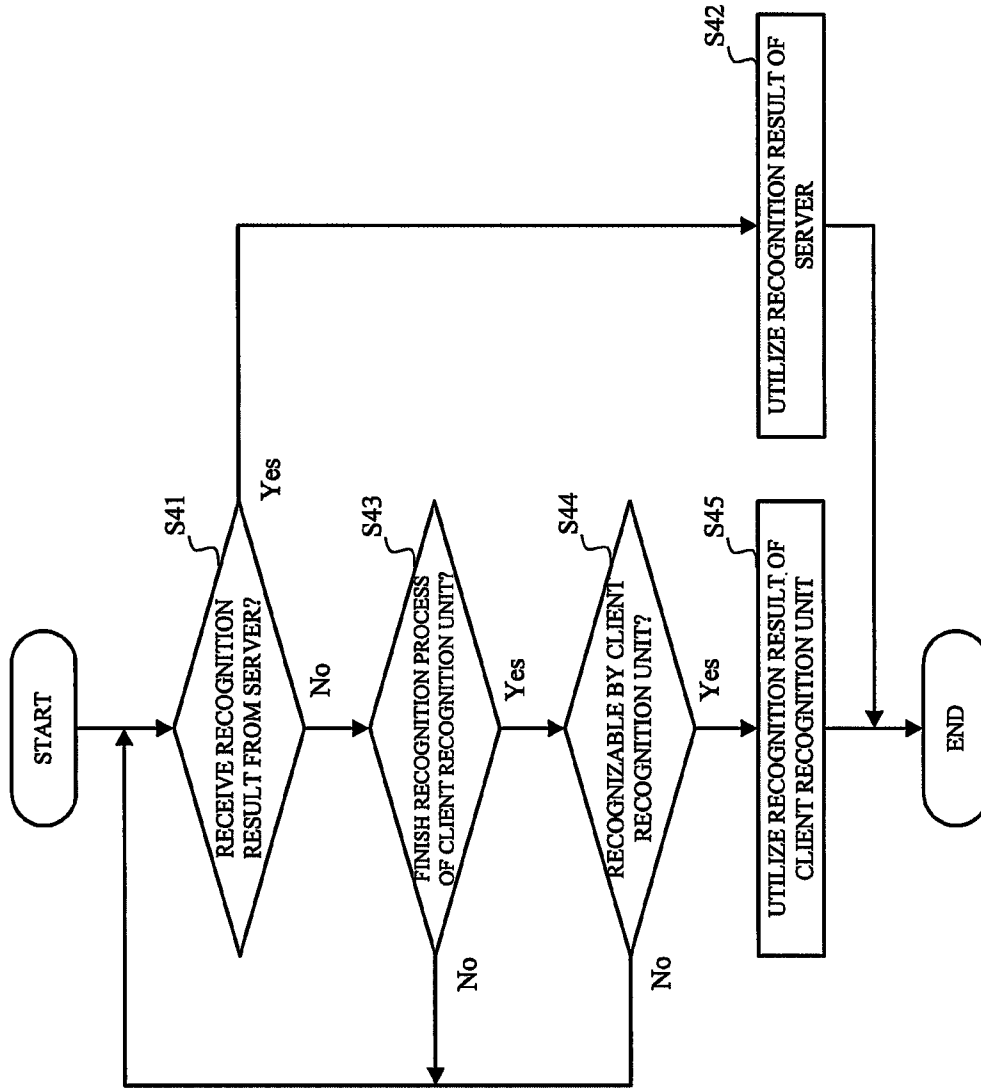 START
S41
RECEIVE RECOGNITION
RESULT FROM SERVER?
Yes
No
S43
FINISH RECOGNITION PROCESS
OF CLIENT RECOGNITION UNIT?
No
Yes
S44
RECOGNIZABLE BY CLIENT
RECOGNITION UNIT?
No
Yes
S45
UTILIZE RECOGNITION RESULT OF
CLIENT RECOGNITION UNIT
S42
UTILIZE RECOGNITION RESULT OF
SERVER
END